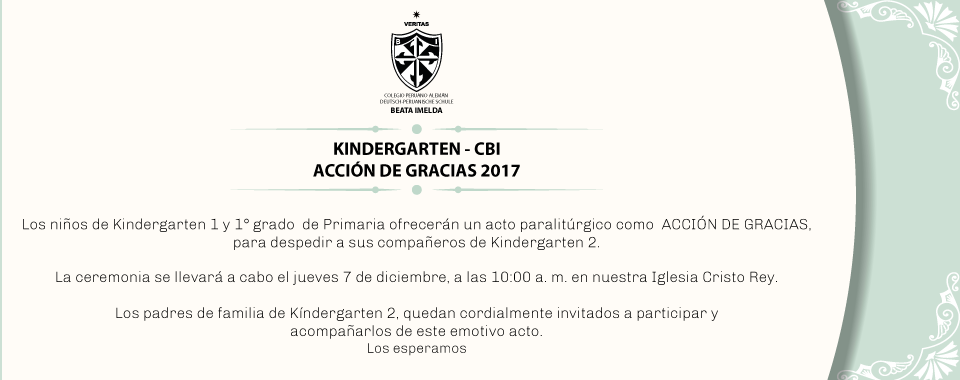 VERITAS
B I
COLEGIO PERUANO ALEMÁN
DEUTSCH-PERUANISCHE SCHULE
BEATA IMELDA
KINDERGARTEN - CBI
ACCIÓN DE GRACIAS 2017
Los niños de Kindergarten 1 y 1° grado de Primaria ofrecerán un acto paralitúrgico como ACCIÓN DE GRACIAS,
para despedir a sus compañeros de Kindergarten 2.
La ceremonia se llevará a cabo el jueves 7 de diciembre, a las 10:00 a. m. en nuestra Iglesia Cristo Rey.
Los padres de familia de Kíndergarten 2, quedan cordialmente invitados a participar y
acompañarlos de este emotivo acto.
Los esperamos